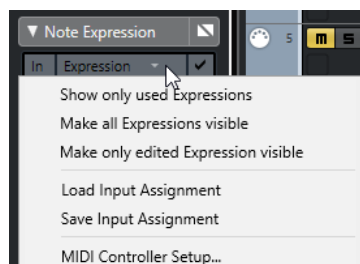 Note Expression
In Expression
5 m S
Show only used Expressions
Make all Expressions visible
Make only edited Expression visible
Load Input Assignment
Save Input Assignment
MIDI Controller Setup...